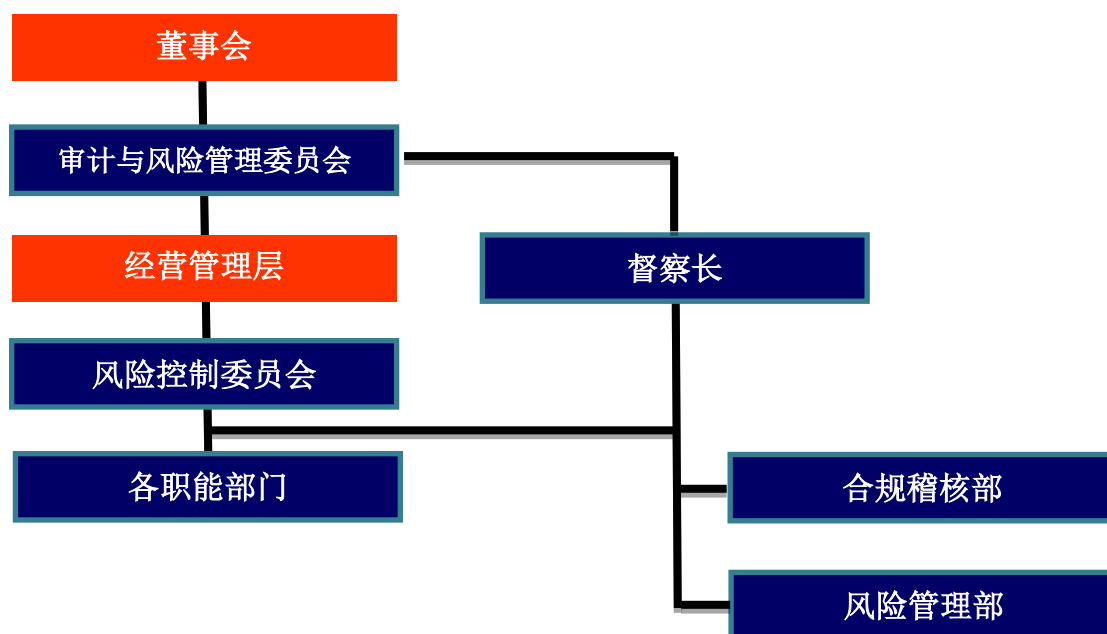 董事会
审计与风险管理委员会
经营管理层
督察长
风险控制委员会
各职能部门
合规稽核部
风险管理部